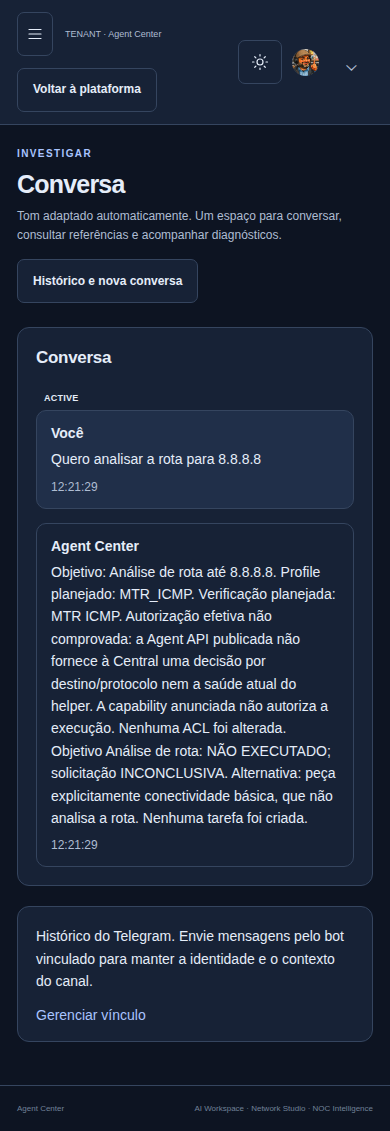 TENANT · Agent Center
Voltar à plataforma
INVESTIGAR
Conversa
Tom adaptado automaticamente. Um espaço para conversar,
consultar referências e acompanhar diagnósticos.
Histórico e nova conversa
Conversa
ACTIVE
Você
Quero analisar a rota para 8.8.8.8
12:21:29
Agent Center
Objetivo: Análise de rota até 8.8.8.8. Profile
planejado: MTR_ICMP. Verificação planejada:
MTR ICMP. Autorização efetiva não
comprovada: a Agent API publicada não
fornece à Central uma decisão por
destino/protocolo nem a saúde atual do
helper. A capability anunciada não autoriza a
execução. Nenhuma ACL foi alterada.
Objetivo Análise de rota: NÃO EXECUTADO;
solicitação INCONCLUSIVA. Alternativa: peça
explicitamente conectividade básica, que não
analisa a rota. Nenhuma tarefa foi criada.
12:21:29
Histórico do Telegram. Envie mensagens pelo bot
vinculado para manter a identidade e o contexto
do canal.
Gerenciar vínculo
Agent Center
AI Workspace · Network Studio · NOC Intelligence